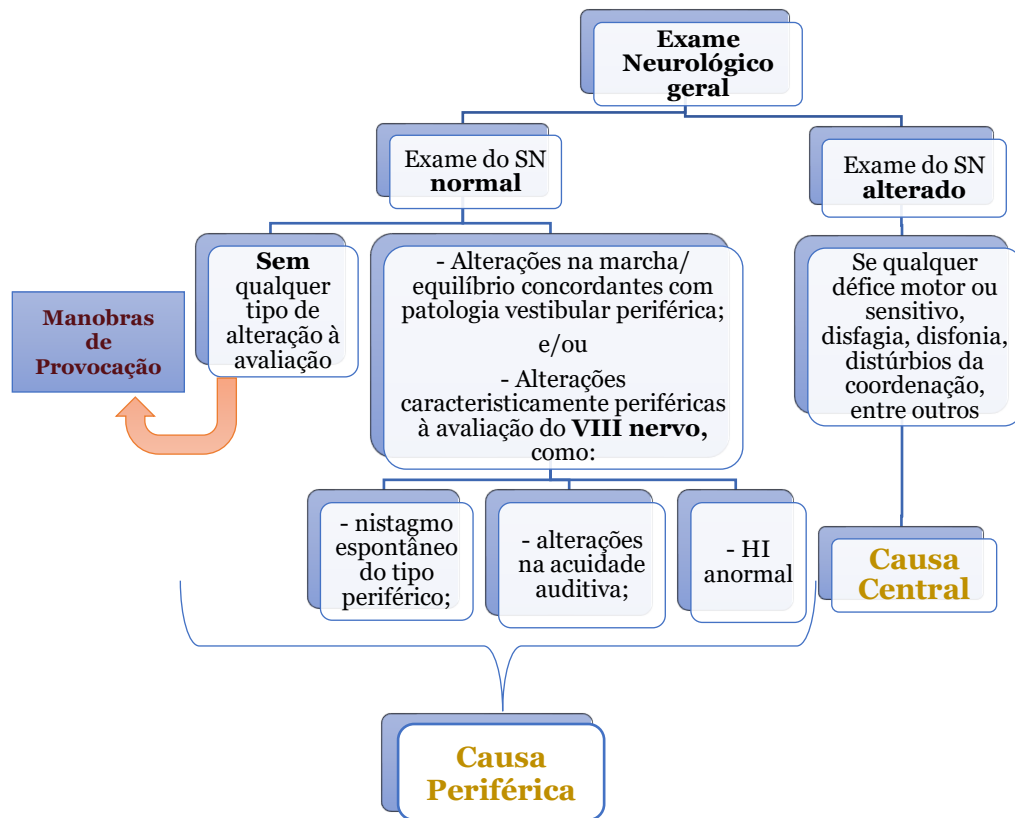 Exame
Neurológico
geral
Exame do SN
normal
Exame do SN
alterado
Sem
qualquer
tipo de
alteração à
avaliação
- Alterações na marcha/
equilíbrio concordantes com
patologia vestibular periférica;
e/ou
- Alterações
caracteristicamente periféricas
à avaliação do VIII nervo,
como:
Se qualquer
défice motor ou
sensitivo,
disfagia, disfonia,
distúrbios da
coordenação,
entre outros
Manobras
de
Provocação
- nistagmo
espontâneo
do tipo
periférico;
- alterações
na acuidade
auditiva;
- HI
anormal
Causa
Central
Causa
Periférica